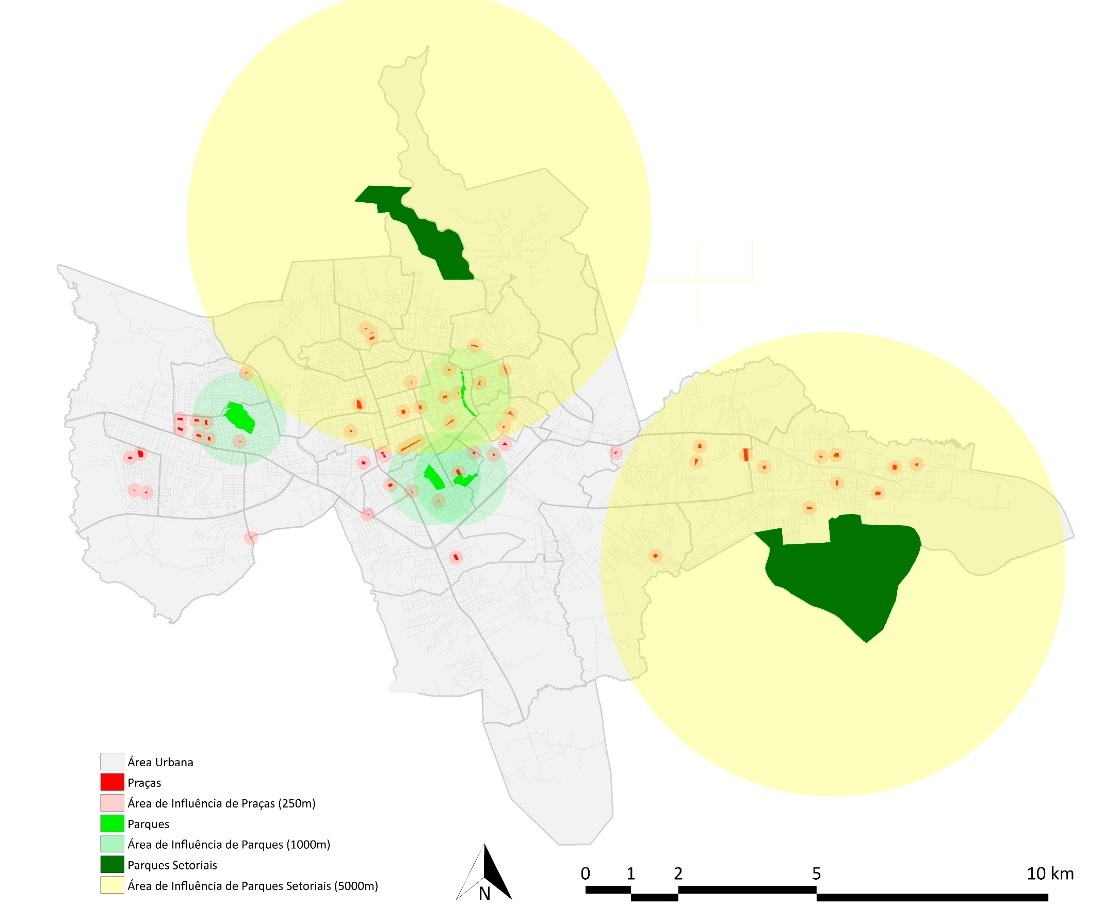 Área Urbana
Praças
Área de Influência de Praças (250m)
Parques
Área de Influência de Parques (1000m)
Parques Setoriais
Área de Influência de Parques Setoriais (5000m)
N
0 1 2 5 10 km